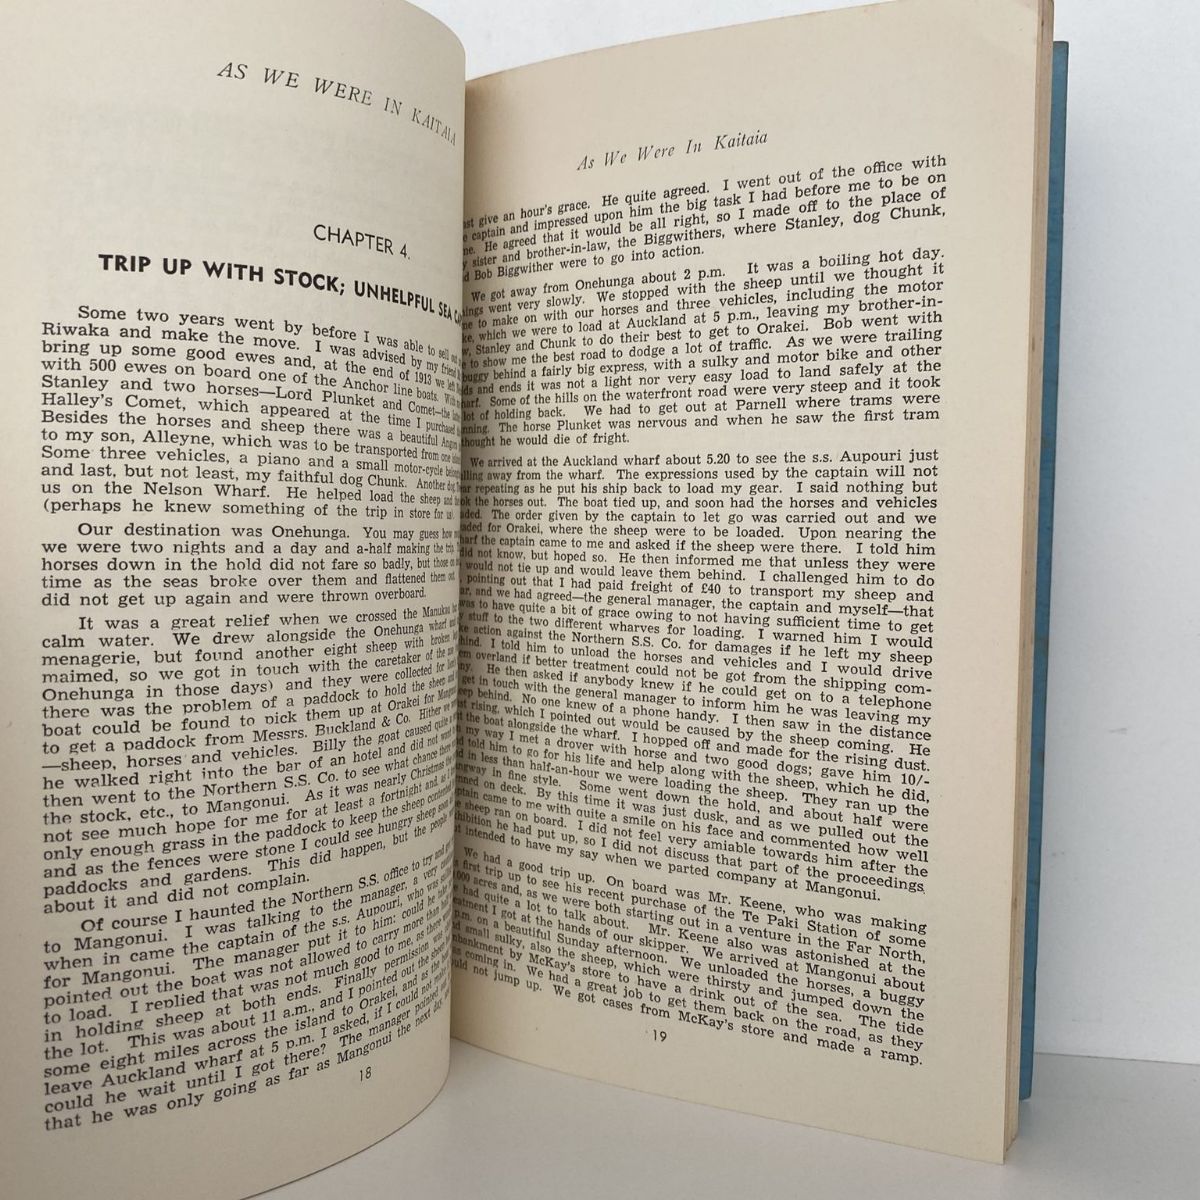 AS WE WERE IN KAITAIA
CHAPTER 4.
TRIP UP WITH STOCK; UNHELPFUL SEA
Some two years went by before I was able to sell
Riwaka and make the move. I was advised by my friend
bring up some good ewes and, at the end of 1913 we left
with 500 ewes on board one of the Anchor line boats.
Stanley and two horses—Lord Plunket and Comet—the
Halley's Comet, which appeared at the time I purchased
Besides the horses and sheep there was a beautiful
to my son, Alleyne, which was to be transported from one
Some three vehicles, a piano and a small motor-cycle
and last, but not least, my faithful dog Chunk. Another dog
us on the Nelson Wharf. He helped load the sheep and
(perhaps he knew something of the trip in store for us).
Our destination was Onehunga. You may guess how
we were two nights and a day and a-half making the trip.
horses down in the hold did not fare so badly, but those on
time as the seas broke over them and flattened them out.
did not get up again and were thrown overboard.
It was a great relief when we crossed the Manukau
calm water. We drew alongside the Onehunga wharf
menagerie, but found another eight sheep with broken
maimed, so we got in touch with the caretaker of the
Onehunga in those days) and they were collected for
there was the problem of a paddock to hold the sheep
boat could be found to pick them up at Orakei for
to get a paddock from Messrs. Buckland & Co. Hither we
—sheep, horses and vehicles. Billy the goat caused quite
he walked right into the bar of an hotel and did not
then went to the Northern S.S. Co. to see what chance
the stock, etc., to Mangonui. As it was nearly Christmas
not see much hope for me for at least a fortnight and
only enough grass in the paddock to keep the sheep
and as the fences were stone I could see hungry sheep
paddocks and gardens. This did happen, but the people
about it and did not complain.
Of course I haunted the Northern S.S. office to try and
to Mangonui. I was talking to the manager, a very
when in came the captain of the s.s. Aupouri, who was
for Mangonui. The manager put it to him: could he take
pointed out the boat was not allowed to carry more than
to load. I replied that was not much good to me, as there
in holding sheep at both ends. Finally permission was
the lot. This was about 11 a.m., and I pointed out the
some eight miles across the island to Orakei, and as the
leave Auckland wharf at 5 p.m. I asked, if I could not
could he wait until I got there? The manager pointed
that he was only going as far as Mangonui the next day,
18
As We Were In Kaitaia
give an hour's grace. He quite agreed. I went out of the office with
captain and impressed upon him the big task I had before me to be on
He agreed that it would be all right, so I made off to the place of
sister and brother-in-law, the Biggwithers, where Stanley, dog Chunk,
Bob Biggwither were to go into action.
We got away from Onehunga about 2 p.m. It was a boiling hot day.
went very slowly. We stopped with the sheep until we thought it
to make on with our horses and three vehicles, including the motor
which we were to load at Auckland at 5 p.m., leaving my brother-in-
Stanley and Chunk to do their best to get to Orakei. Bob went with
to show me the best road to dodge a lot of traffic. As we were trailing
buggy behind a fairly big express, with a sulky and motor bike and other
and ends it was not a light nor very easy load to land safely at the
Some of the hills on the waterfront road were very steep and it took
lot of holding back. We had to get out at Parnell where trams were
The horse Plunket was nervous and when he saw the first tram
thought he would die of fright.
We arrived at the Auckland wharf about 5.20 to see the s.s. Aupouri just
away from the wharf. The expressions used by the captain will not
repeating as he put his ship back to load my gear. I said nothing but
the horses out. The boat tied up, and soon had the horses and vehicles
The order given by the captain to let go was carried out and we
for Orakei, where the sheep were to be loaded. Upon nearing the
the captain came to me and asked if the sheep were there. I told him
did not know, but hoped so. He then informed me that unless they were
would not tie up and would leave them behind. I challenged him to do
pointing out that I had paid freight of £40 to transport my sheep and
and we had agreed—the general manager, the captain and myself—that
was to have quite a bit of grace owing to not having sufficient time to get
stuff to the two different wharves for loading. I warned him I would
action against the Northern S.S. Co. for damages if he left my sheep
I told him to unload the horses and vehicles and I would drive
overland if better treatment could not be got from the shipping com-
He then asked if anybody knew if he could get on to a telephone
get in touch with the general manager to inform him he was leaving my
behind. No one knew of a phone handy. I then saw in the distance
rising, which I pointed out would be caused by the sheep coming. He
the boat alongside the wharf. I hopped off and made for the rising dust.
my way I met a drover with horse and two good dogs; gave him 10/-
told him to go for his life and help along with the sheep, which he did,
in less than half-an-hour we were loading the sheep. They ran up the
in fine style. Some went down the hold, and about half were
on deck. By this time it was just dusk, and as we pulled out the
came to me with quite a smile on his face and commented how well
sheep ran on board. I did not feel very amiable towards him after the
he had put up, so I did not discuss that part of the proceedings
intended to have my say when we parted company at Mangonui.
We had a good trip up. On board was Mr. Keene, who was making
first trip up to see his recent purchase of the Te Paki Station of some
acres and, as we were both starting out in a venture in the Far North,
had quite a lot to talk about. Mr. Keene also was astonished at the
I got at the hands of our skipper. We arrived at Mangonui about
p.m. on a beautiful Sunday afternoon. We unloaded the horses, a buggy
small sulky, also the sheep, which were thirsty and jumped down the
by McKay's store to have a drink out of the sea. The tide
coming in. We had a great job to get them back on the road, as they
not jump up. We got cases from McKay's store and made a ramp.
19